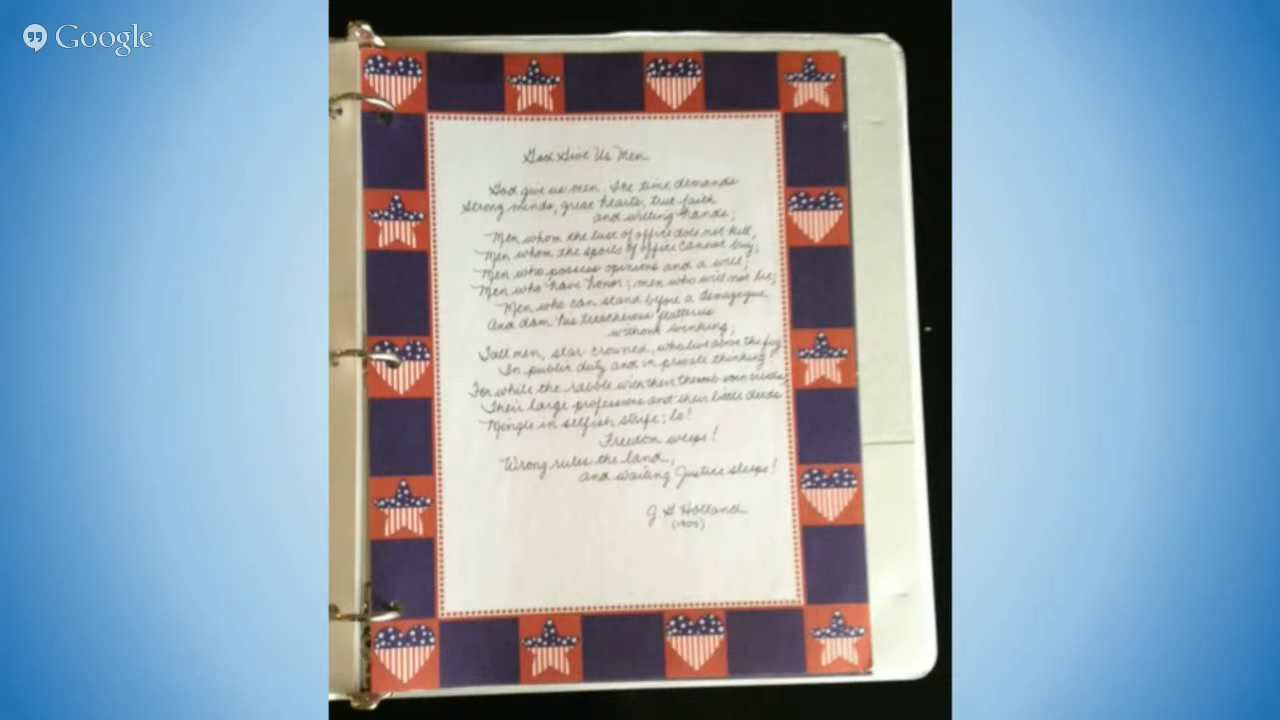 Google
God Give Us Men
God give us men. The time demands
Strong minds, great hearts, true faith
and willing hands;
Men whom the lust of office does not kill,
Men whom the spoils of office cannot buy;
Men who possess opinions and a will;
Men who have honor; men who will not lie;
Men who can stand before a demagogue
And dam his treacherous flatteries
without winking;
Tall men, star crowned, who live above the fog
In public duty and in private thinking!
For while the rabble with their thumb worn creeds,
Their large professions and their little deeds
Mingle in selfish strife; lo!
Freedom weeps!
Wrong rules the land,
and waiting Justice sleeps!
J G Holland